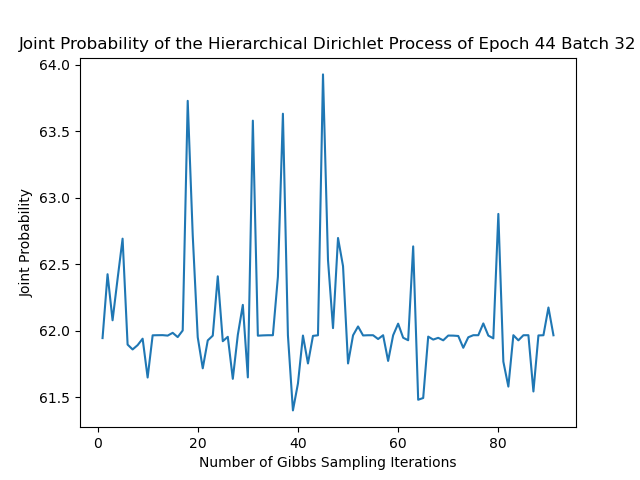 Joint Probability of the Hierarchical Dirichlet Process of Epoch 44 Batch 32
64.0
63.5
63.0
62.5
62.0
61.5
Joint Probability
0 20 40 60 80
Number of Gibbs Sampling Iterations